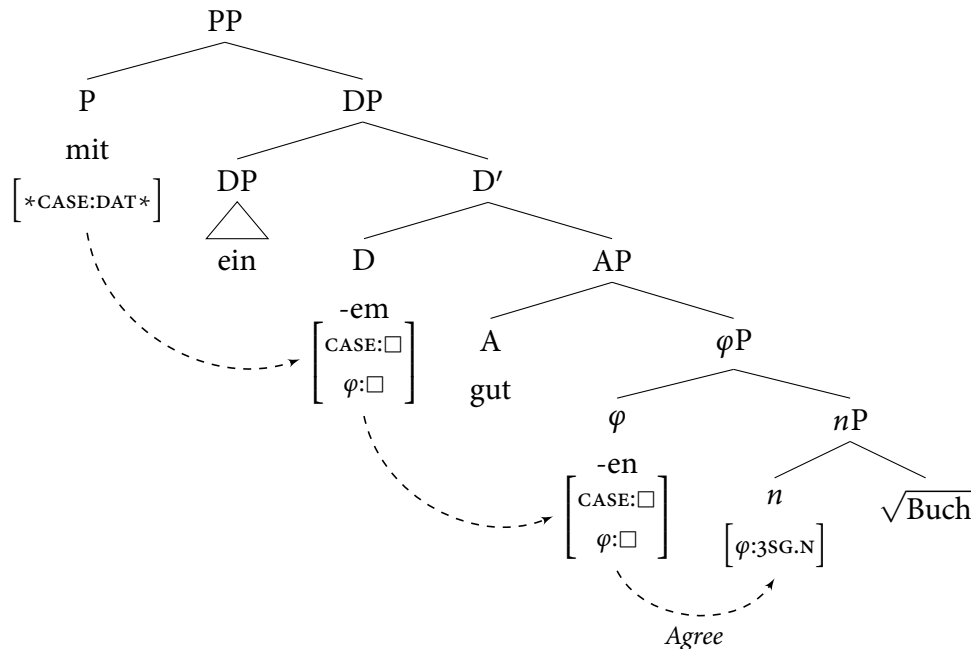 PP
P DP
mit
[*CASE:DAT*]
DP D′
ein
D AP
-em
[CASE:□
φ:□]
A φP
gut
φ nP
-en
[CASE:□
φ:□]
n √Buch
[φ:3SG.N]
Agree